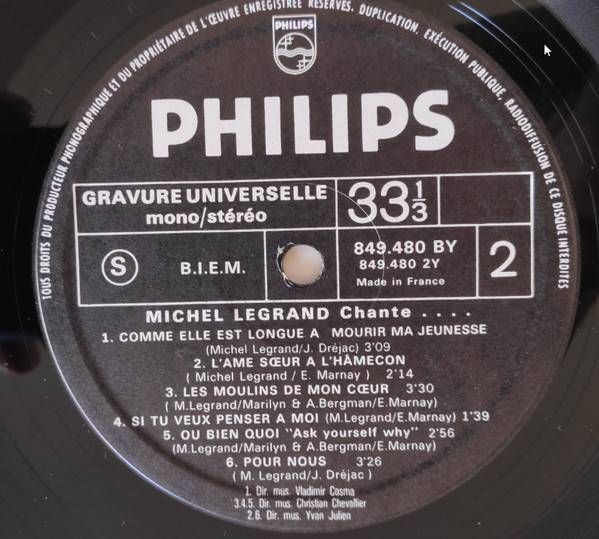 TOUS DROITS DU PRODUCTEUR PHONOGRAPHIQUE ET DU PROPRIÉTAIRE DE L'ŒUVRE ENREGISTRÉE RÉSERVÉS. DUPLICATION, EXÉCUTION PUBLIQUE, RADIODIFFUSION DE CE DISQUE INTERDITES
PHILIPS
PHILIPS
GRAVURE UNIVERSELLE
mono/stéréo
33 1/3
S
B.I.E.M.
849.480 BY
849.480 2Y
Made in France
2
MICHEL LEGRAND Chante . . . .
1. COMME ELLE EST LONGUE A MOURIR MA JEUNESSE
(Michel Legrand/J. Dréjac) 3'09
2. L'AME SŒUR A L'HAMECON
( Michel Legrand / E. Marnay ) 2'14
3. LES MOULINS DE MON CŒUR 3'30
( M.Legrand/Marilyn & A.Bergman/E.Marnay)
4. SI TU VEUX PENSER A MOI (M.Legrand/E.Marnay) 1'39
5. OU BIEN QUOI "Ask yourself why" 2'56
(M.Legrand/Marilyn & A.Bergman/E.Marnay)
6. POUR NOUS 3'26
( M. Legrand/J. Dréjac )
1. Dir. mus. Vladimir Cosma
3.4.5. Dir. mus. Christian Chevallier
2.6. Dir. mus. Yvan Julien